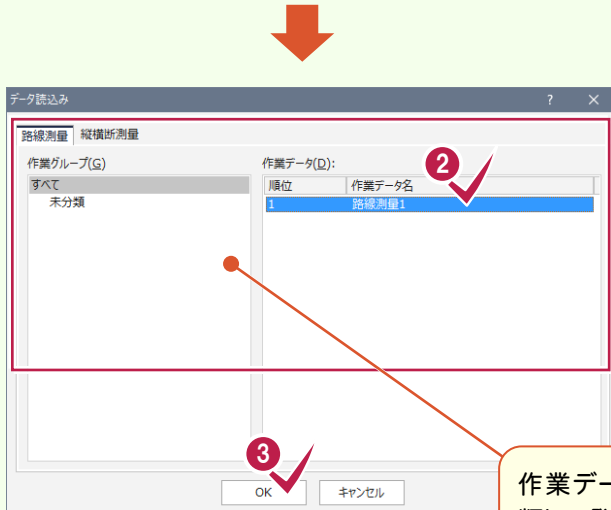 データ読込み ? ×
路線測量 縦横断測量
作業グループ(G) 作業データ(D):
すべて
未分類
順位 作業データ名
1 路線測量1
2
3
OK キャンセル
作業デー